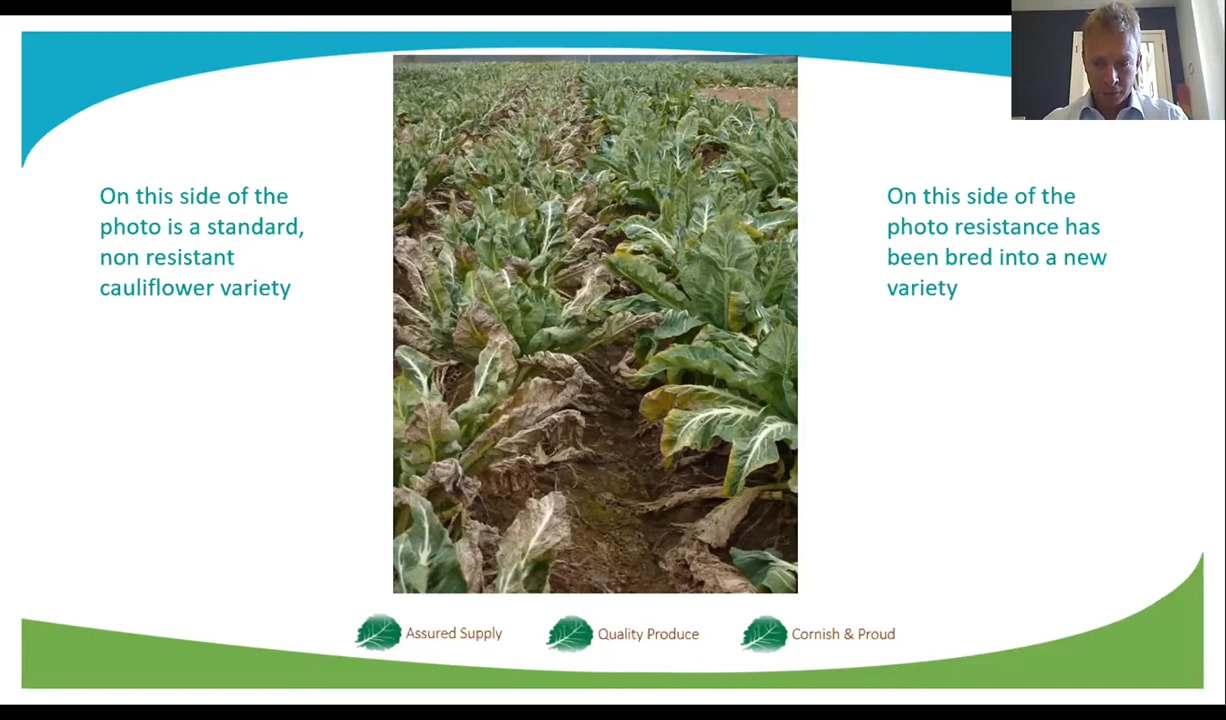 On this side of the
photo is a standard,
non resistant
cauliflower variety
On this side of the
photo resistance has
been bred into a new
variety
Assured Supply
Quality Produce
Cornish & Proud